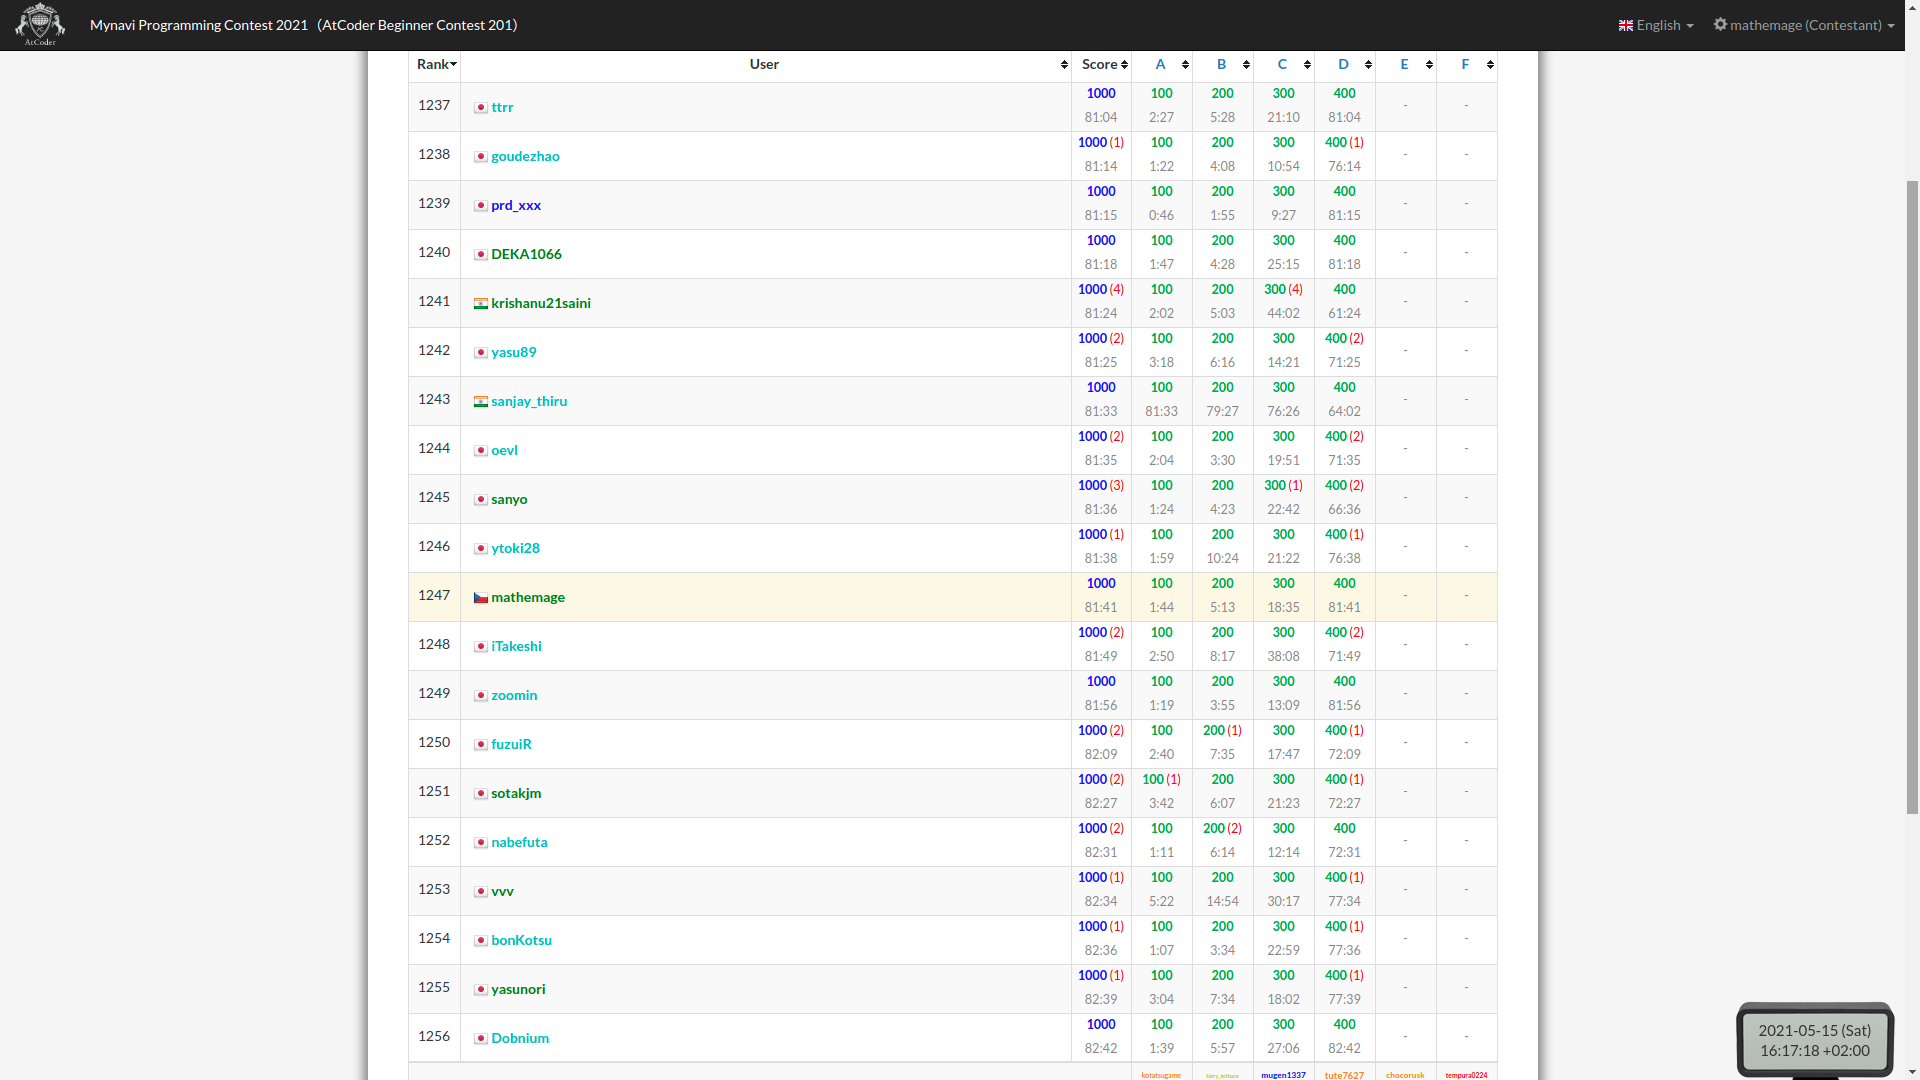 AtCoder
Mynavi Programming Contest 2021（AtCoder Beginner Contest 201）
English
mathemage (Contestant)
Rank User Score A B C D E F
1237 ttrr 1000 100 200 300 400 - -
81:04 2:27 5:28 21:10 81:04
1238 goudezhao 1000 (1) 100 200 300 400 (1) - -
81:14 1:22 4:08 10:54 76:14
1239 prd_xxx 1000 100 200 300 400 - -
81:15 0:46 1:55 9:27 81:15
1240 DEKA1066 1000 100 200 300 400 - -
81:18 1:47 4:28 25:15 81:18
1241 krishanu21saini 1000 (4) 100 200 300 (4) 400 - -
81:24 2:02 5:03 44:02 61:24
1242 yasu89 1000 (2) 100 200 300 400 (2) - -
81:25 3:18 6:16 14:21 71:25
1243 sanjay_thiru 1000 100 200 300 400 - -
81:33 81:33 79:27 76:26 64:02
1244 oevl 1000 (2) 100 200 300 400 (2) - -
81:35 2:04 3:30 19:51 71:35
1245 sanyo 1000 (3) 100 200 300 (1) 400 (2) - -
81:36 1:24 4:23 22:42 66:36
1246 ytoki28 1000 (1) 100 200 300 400 (1) - -
81:38 1:59 10:24 21:22 76:38
1247 mathemage 1000 100 200 300 400 - -
81:41 1:44 5:13 18:35 81:41
1248 iTakeshi 1000 (2) 100 200 300 400 (2) - -
81:49 2:50 8:17 38:08 71:49
1249 zoomin 1000 100 200 300 400 - -
81:56 1:19 3:55 13:09 81:56
1250 fuzuiR 1000 (2) 100 200 (1) 300 400 (1) - -
82:09 2:40 7:35 17:47 72:09
1251 sotakjm 1000 (2) 100 (1) 200 300 400 (1) - -
82:27 3:42 6:07 21:23 72:27
1252 nabefuta 1000 (2) 100 200 (2) 300 400 - -
82:31 1:11 6:14 12:14 72:31
1253 vvv 1000 (1) 100 200 300 400 (1) - -
82:34 5:22 14:54 30:17 77:34
1254 bonKotsu 1000 (1) 100 200 300 400 (1) - -
82:36 1:07 3:34 22:59 77:36
1255 yasunori 1000 (1) 100 200 300 400 (1) - -
82:39 3:04 7:34 18:02 77:39
1256 Dobnium 1000 100 200 300 400 - -
82:42 1:39 5:57 27:06 82:42
kotatsugame fairy_lettuce mugen1337 tute7627 chocorusk tempura0224
2021-05-15 (Sat)
16:17:18 +02:00